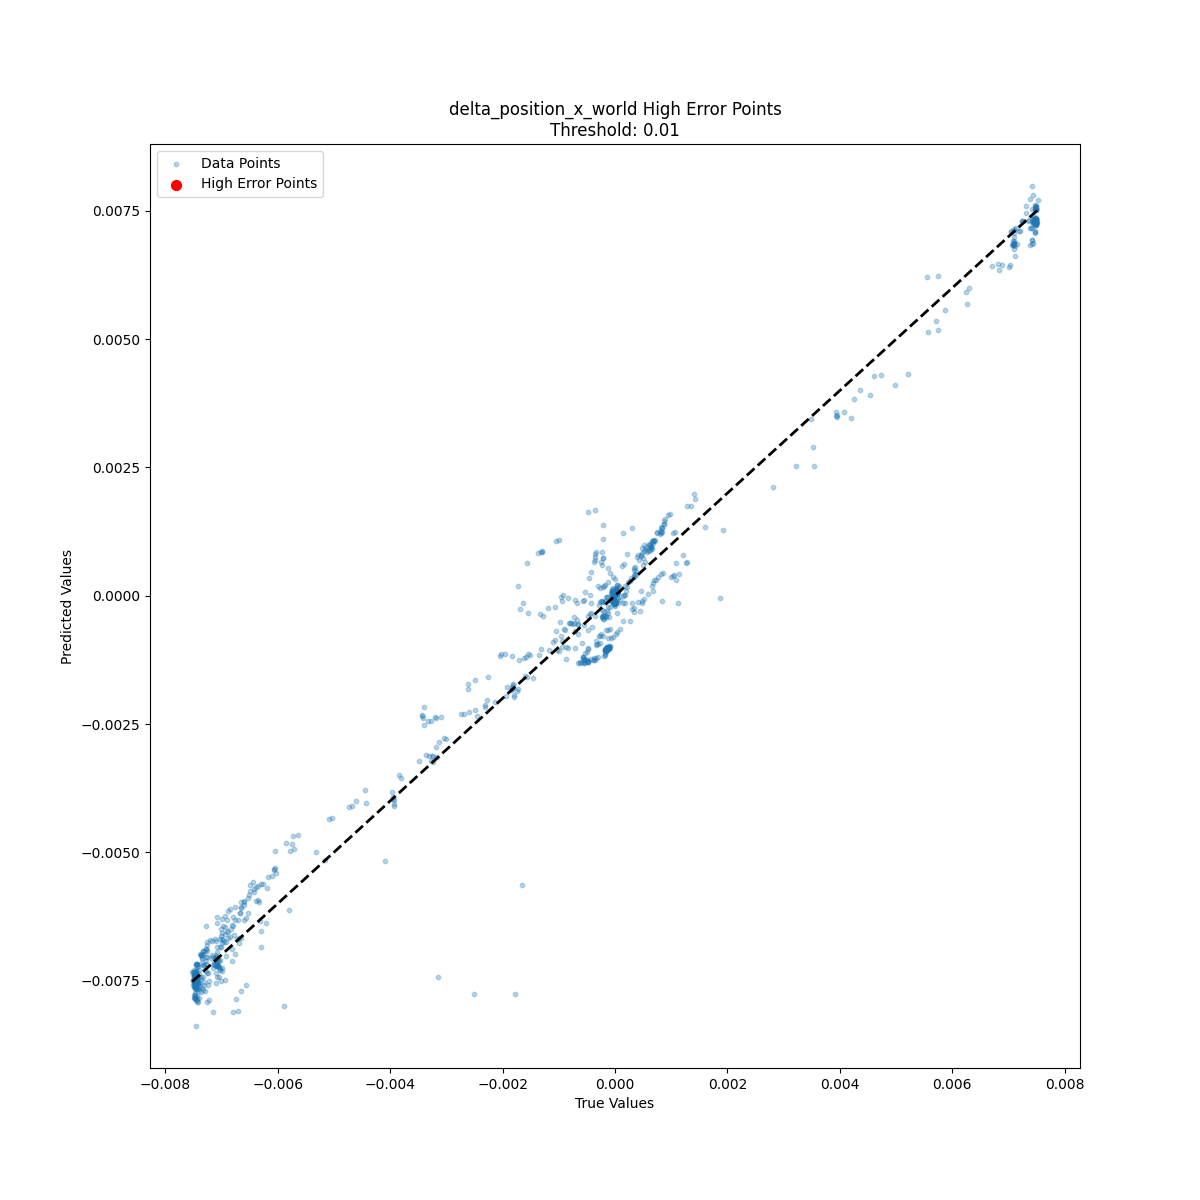 delta_position_x_world High Error Points
Threshold: 0.01
Data Points
High Error Points
0.0075
0.0050
0.0025
0.0000
−0.0025
−0.0050
−0.0075
Predicted Values
−0.008 −0.006 −0.004 −0.002 0.000 0.002 0.004 0.006 0.008
True Values